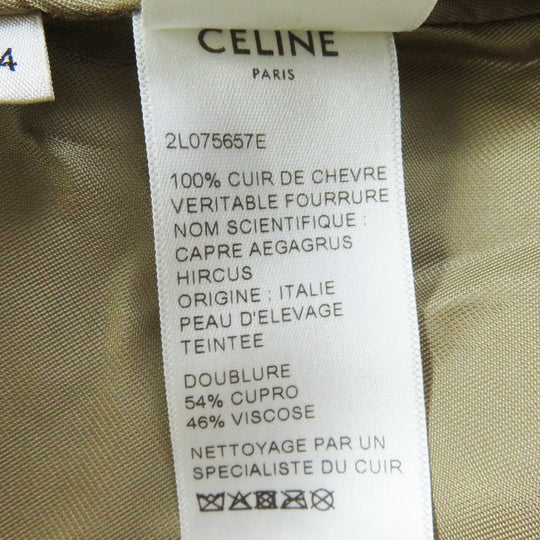 4
CELINE
PARIS
2L075657E
100% CUIR DE CHEVRE
VERITABLE FOURRURE
NOM SCIENTIFIQUE :
CAPRE AEGAGRUS
HIRCUS
ORIGINE : ITALIE
PEAU D'ELEVAGE
TEINTEE
DOUBLURE
54% CUPRO
46% VISCOSE
NETTOYAGE PAR UN
SPECIALISTE DU CUIR